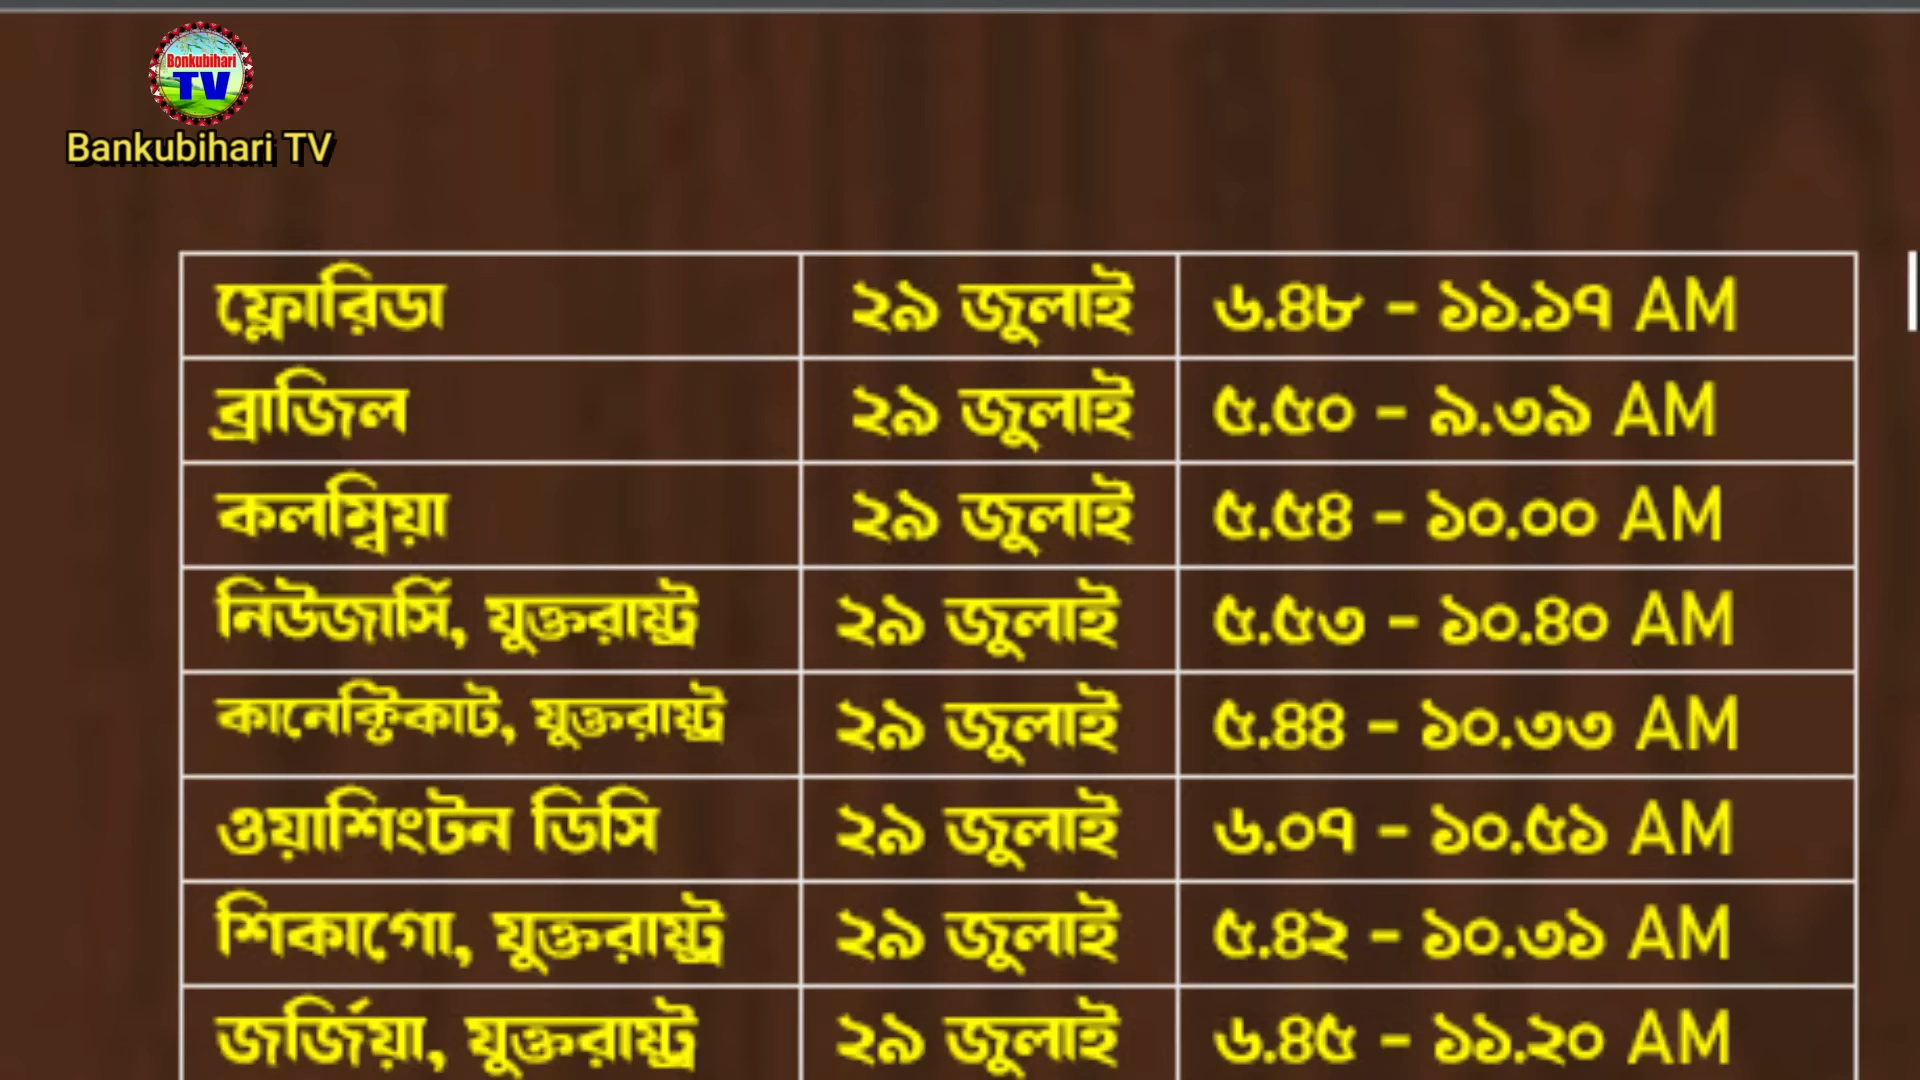 Bonkubihari
TV
Bankubihari TV
ফ্লোরিডা ২৯ জুলাই ৬.৪৮ – ১১.১৭ AM
ব্রাজিল ২৯ জুলাই ৫.৫০ – ৯.৩৯ AM
কলম্বিয়া ২৯ জুলাই ৫.৫৪ – ১০.০০ AM
নিউজার্সি, যুক্তরাষ্ট্র ২৯ জুলাই ৫.৫৩ – ১০.৪০ AM
কানেক্টিকাট, যুক্তরাষ্ট্র ২৯ জুলাই ৫.৪৪ – ১০.৩৩ AM
ওয়াশিংটন ডিসি ২৯ জুলাই ৬.০৭ – ১০.৫১ AM
শিকাগো, যুক্তরাষ্ট্র ২৯ জুলাই ৫.৪২ – ১০.৩১ AM
জর্জিয়া, যুক্তরাষ্ট্র ২৯ জুলাই ৬.৪৫ – ১১.২০ AM